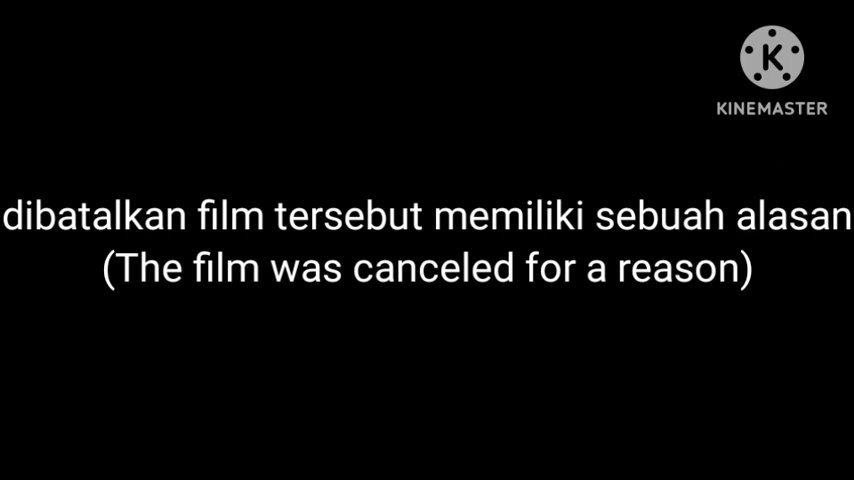 KINEMASTER
dibatalkan film tersebut memiliki sebuah alasan
(The film was canceled for a reason)